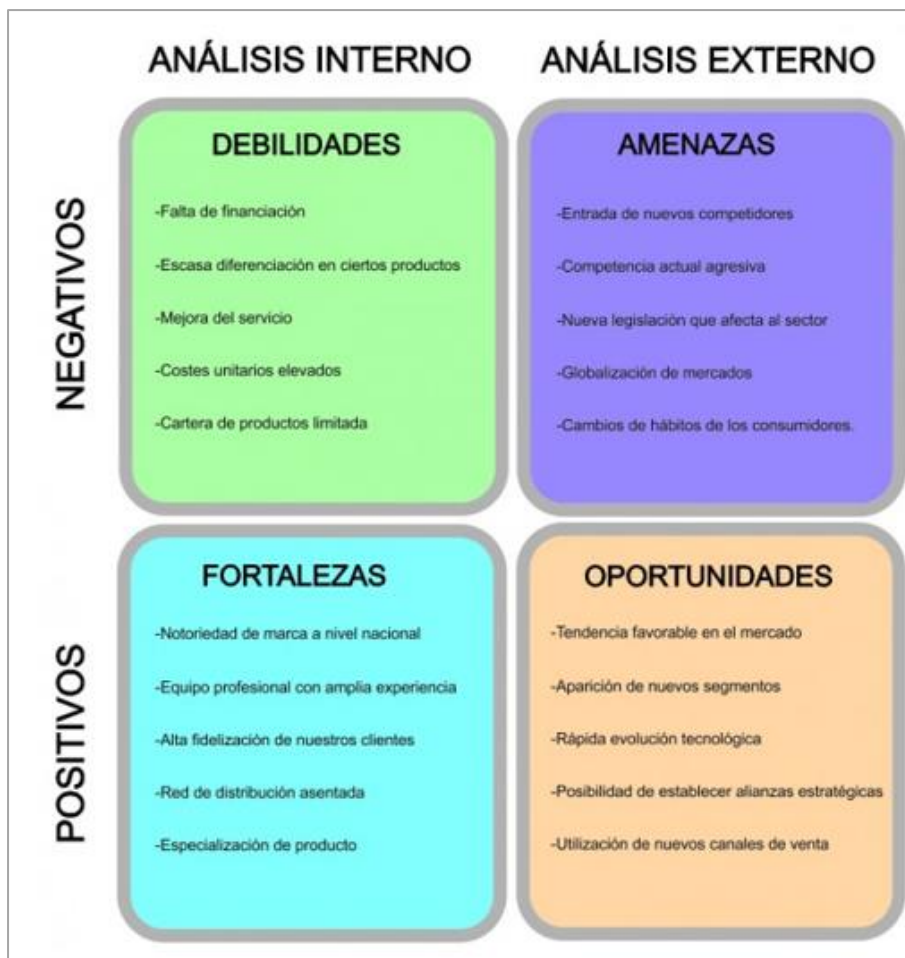 ANÁLISIS INTERNO
ANÁLISIS EXTERNO
NEGATIVOS
DEBILIDADES
-Falta de financiación
-Escasa diferenciación en ciertos productos
-Mejora del servicio
-Costes unitarios elevados
-Cartera de productos limitada
AMENAZAS
-Entrada de nuevos competidores
-Competencia actual agresiva
-Nueva legislación que afecta al sector
-Globalización de mercados
-Cambios de hábitos de los consumidores.
POSITIVOS
FORTALEZAS
-Notoriedad de marca a nivel nacional
-Equipo profesional con amplia experiencia
-Alta fidelización de nuestros clientes
-Red de distribución asentada
-Especialización de producto
OPORTUNIDADES
-Tendencia favorable en el mercado
-Aparición de nuevos segmentos
-Rápida evolución tecnológica
-Posibilidad de establecer alianzas estratégicas
-Utilización de nuevos canales de venta